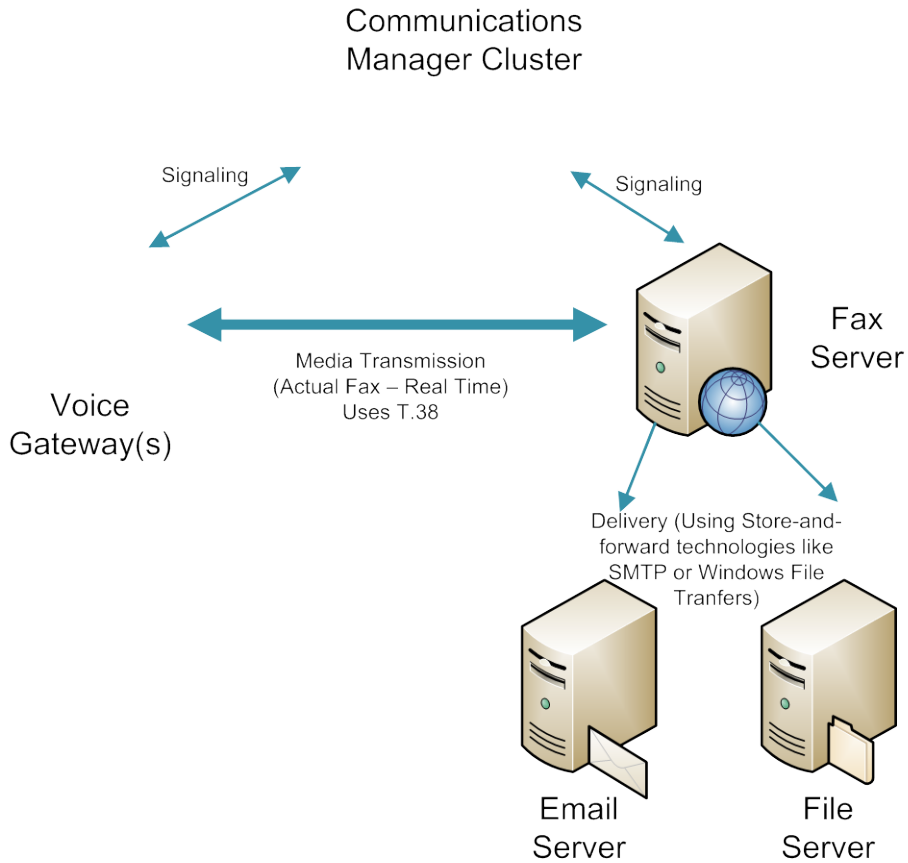 Communications
Manager Cluster
Signaling
Signaling
Fax
Server
Media Transmission
(Actual Fax – Real Time)
Uses T.38
Voice
Gateway(s)
Delivery (Using Store-and-
forward technologies like
SMTP or Windows File
Tranfers)
Email
Server
File
Server